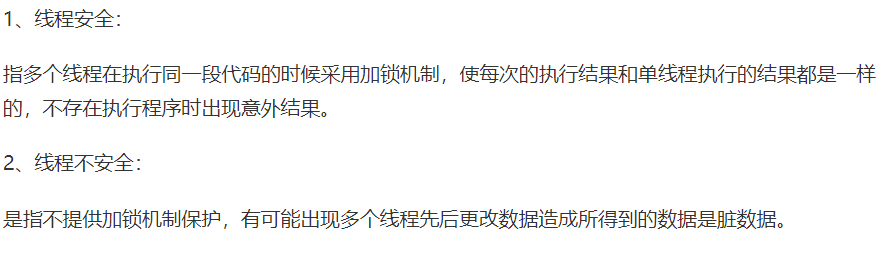 1、线程安全：
指多个线程在执行同一段代码的时候采用加锁机制，使每次的执行结果和单线程执行的结果都是一样
的，不存在执行程序时出现意外结果。
2、线程不安全：
是指不提供加锁机制保护，有可能出现多个线程先后更改数据造成所得到的数据是脏数据。